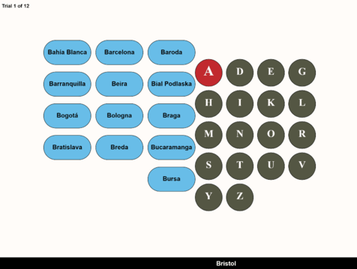 Trial 1 of 12
Bahía Blanca Barcelona Baroda
Barranquilla Beira Bial Podlaska
Bogotá Bologna Braga
Bratislava Breda Bucaramanga
Bursa
A D E G
H I K L
M N O R
S T U V
Y Z
Bristol